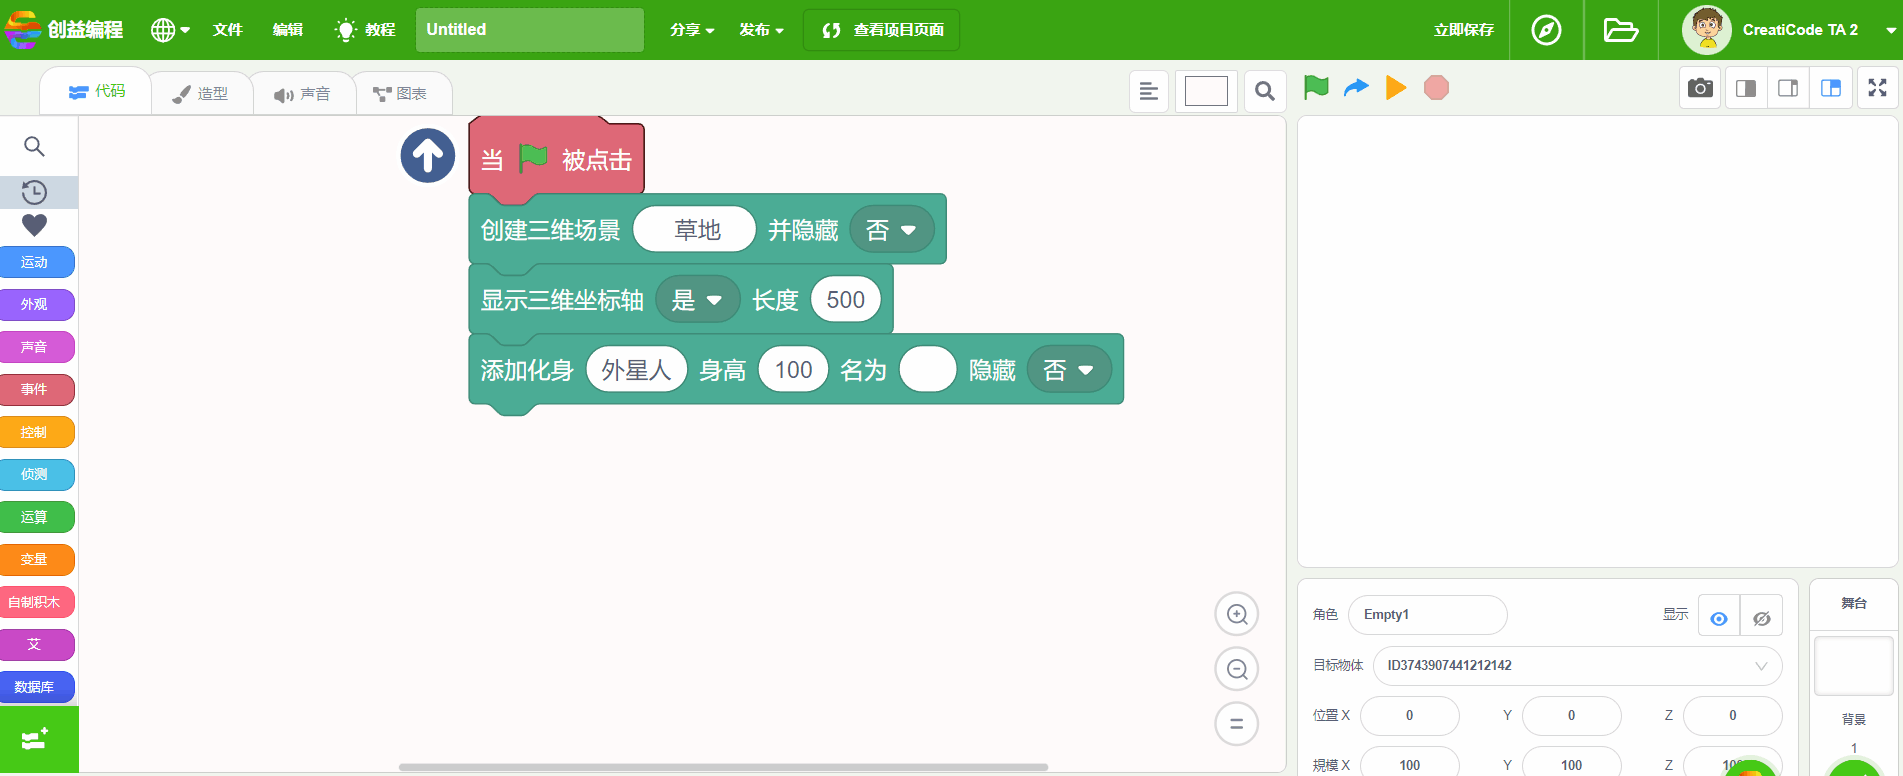 创益编程 文件 编辑 教程 Untitled 分享 发布 查看项目页面 立即保存 CreatiCode TA 2
代码 造型 声音 图表
运动
外观
声音
事件
控制
侦测
运算
变量
自制积木
艾
数据库
当 被点击
创建三维场景 草地 并隐藏 否
显示三维坐标轴 是 长度 500
添加化身 外星人 身高 100 名为 隐藏 否
角色 Empty1 显示
目标物体 ID3743907441212142
位置 X 0 Y 0 Z 0
规模 X 100 Y 100 Z
舞台
背景
1